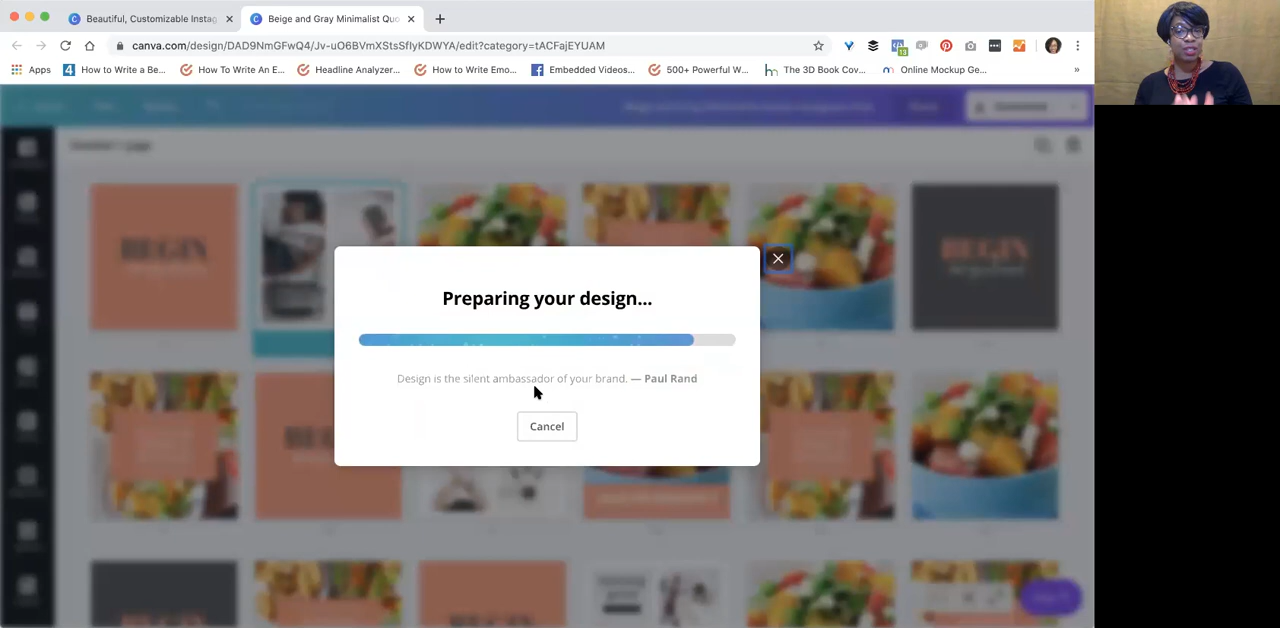 Beautiful, Customizable Instag
Beige and Gray Minimalist Quo
canva.com/design/DAD9NmGFwQ4/Jv-uO6BVmXStsSfIyKDWYA/edit?category=tACFajEYUAM
13
Apps
How to Write a Be...
How To Write An E...
Headline Analyzer...
How to Write Emo...
Embedded Videos...
500+ Powerful W...
The 3D Book Cov...
Online Mockup Ge...
»
BEGIN
BEGIN
Preparing your design...
Design is the silent ambassador of your brand. — Paul Rand
Cancel